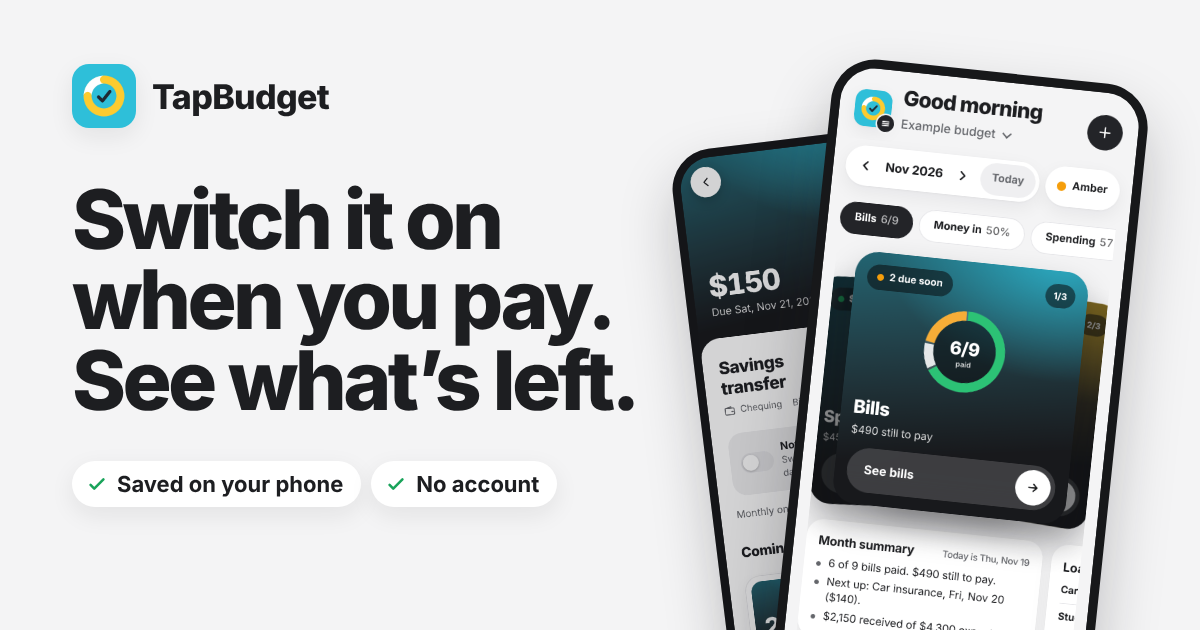 TapBudget
Switch it on
when you pay.
See what’s left.
Saved on your phone
No account
$150
Due Sat, Nov 21, 20
Savings
transfer
Chequing
Monthly on
Good morning
Example budget
Nov 2026
Today
Amber
Bills 6/9
Money in 50%
Spending 57
2 due soon
1/3
2/3
6/9
paid
Bills
$490 still to pay
See bills
Month summary
Today is Thu, Nov 19
6 of 9 bills paid. $490 still to pay.
Next up: Car insurance, Fri, Nov 20
($140).
$2,150 received of $4,300